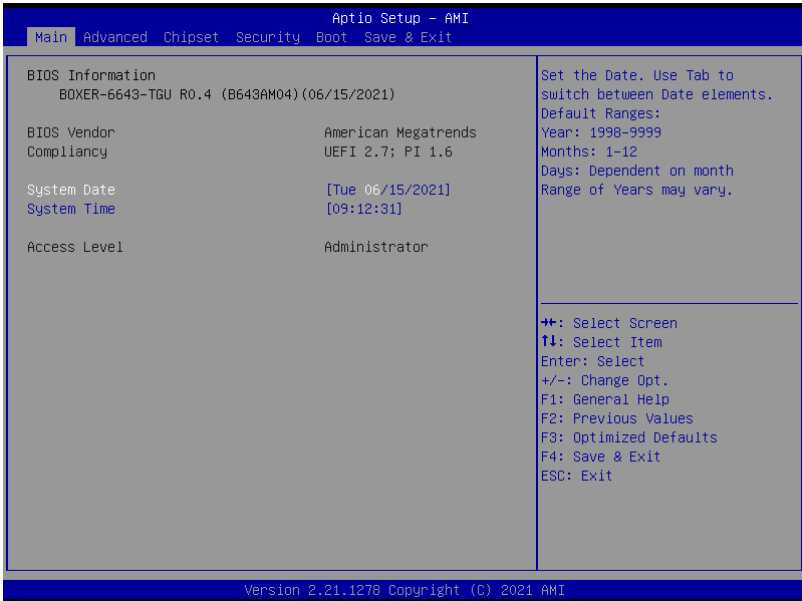 Aptio Setup – AMI
Main Advanced Chipset Security Boot Save & Exit
BIOS Information
BOXER-6643-TGU R0.4 (B643AM04)(06/15/2021)
BIOS Vendor American Megatrends
Compliancy UEFI 2.7; PI 1.6
System Date [Tue 06/15/2021]
System Time [09:12:31]
Access Level Administrator
Set the Date. Use Tab to
switch between Date elements.
Default Ranges:
Year: 1998-9999
Months: 1-12
Days: Dependent on month
Range of Years may vary.
→←: Select Screen
↑↓: Select Item
Enter: Select
+/-: Change Opt.
F1: General Help
F2: Previous Values
F3: Optimized Defaults
F4: Save & Exit
ESC: Exit
Version 2.21.1278 Copyright (C) 2021 AMI